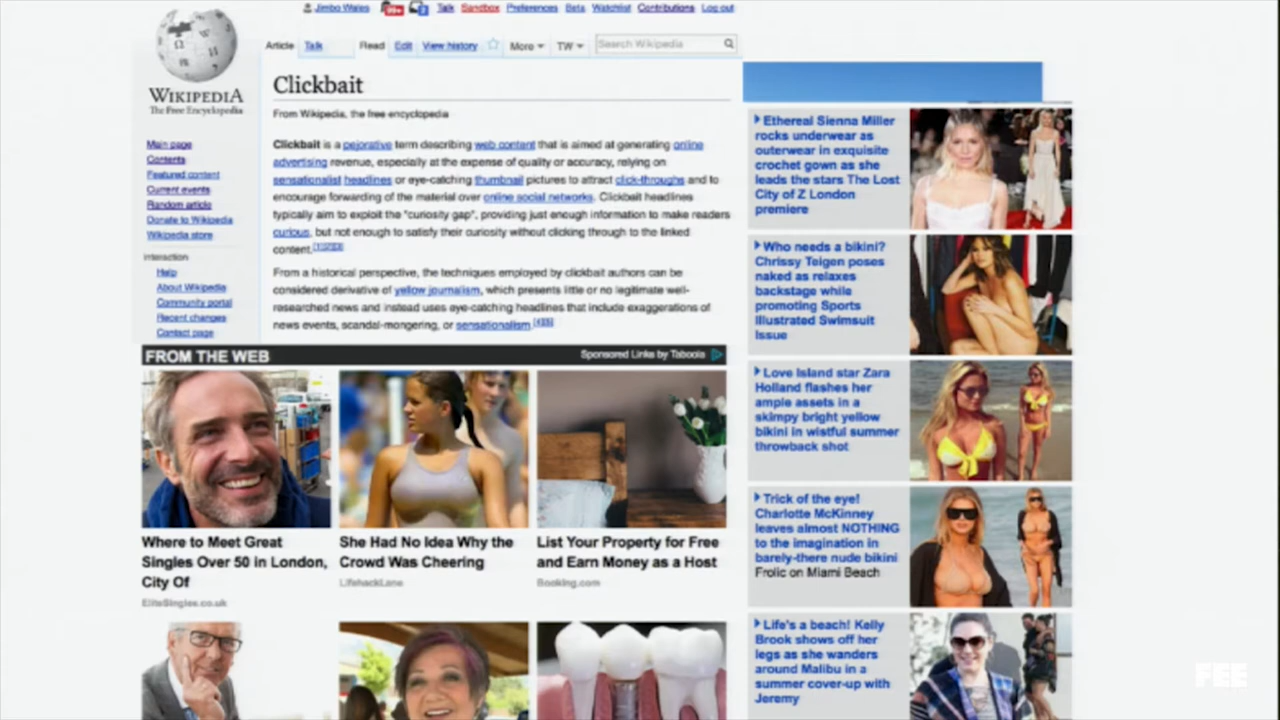 Jimbo Wales 99+ 3 Talk Sandbox Preferences Beta Watchlist Contributions Log out
Article Talk Read Edit View history More TW Search Wikipedia
WIKIPEDIA
The Free Encyclopedia
Main page
Contents
Featured content
Current events
Random article
Donate to Wikipedia
Wikipedia store
Interaction
Help
About Wikipedia
Community portal
Recent changes
Contact page
Clickbait
From Wikipedia, the free encyclopedia
Clickbait is a pejorative term describing web content that is aimed at generating online
advertising revenue, especially at the expense of quality or accuracy, relying on
sensationalist headlines or eye-catching thumbnail pictures to attract click-throughs and to
encourage forwarding of the material over online social networks. Clickbait headlines
typically aim to exploit the "curiosity gap", providing just enough information to make readers
curious, but not enough to satisfy their curiosity without clicking through to the linked
content.[1][2][3]
From a historical perspective, the techniques employed by clickbait authors can be
considered derivative of yellow journalism, which presents little or no legitimate well-
researched news and instead uses eye-catching headlines that include exaggerations of
news events, scandal-mongering, or sensationalism.[4][5]
FROM THE WEB Sponsored Links by Taboola
Where to Meet Great
Singles Over 50 in London,
City Of
EliteSingles.co.uk
She Had No Idea Why the
Crowd Was Cheering
LifehackLane
List Your Property for Free
and Earn Money as a Host
Booking.com
Ethereal Sienna Miller
rocks underwear as
outerwear in exquisite
crochet gown as she
leads the stars The Lost
City of Z London
premiere
Who needs a bikini?
Chrissy Teigen poses
naked as relaxes
backstage while
promoting Sports
Illustrated Swimsuit
Issue
Love Island star Zara
Holland flashes her
ample assets in a
skimpy bright yellow
bikini in wistful summer
throwback shot
Trick of the eye!
Charlotte McKinney
leaves almost NOTHING
to the imagination in
barely-there nude bikini
Frolic on Miami Beach
Life's a beach! Kelly
Brook shows off her
legs as she wanders
around Malibu in a
summer cover-up with
Jeremy
FEE